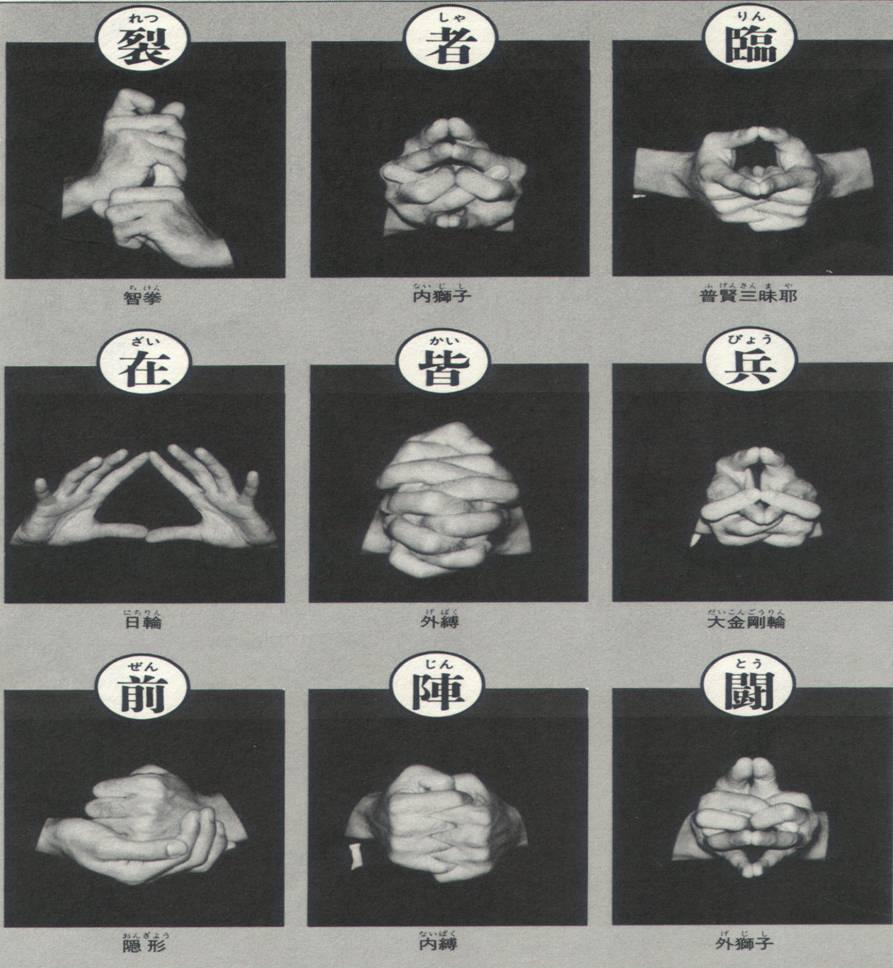 りん
臨
ふげんさんまや
普賢三昧耶
びょう
兵
だいこんごうりん
大金剛輪
とう
闘
げじし
外獅子
しゃ
者
ないじし
内獅子
かい
皆
げばく
外縛
じん
陣
ないばく
内縛
れつ
裂
ちけん
智拳
ざい
在
にちりん
日輪
ぜん
前
おんぎょう
隠形